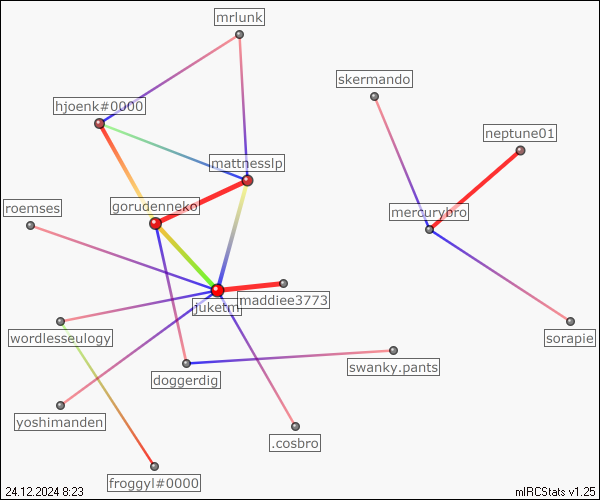 mrlunk
skermando
hjoenk#0000
neptune01
mattnesslp
gorudenneko
roemses
mercurybro
maddiee3773
juketm
wordlesseulogy
sorapie
swanky.pants
doggerdig
yoshimanden
.cosbro
froggyl#0000
24.12.2024 8:23
mIRCStats v1.25